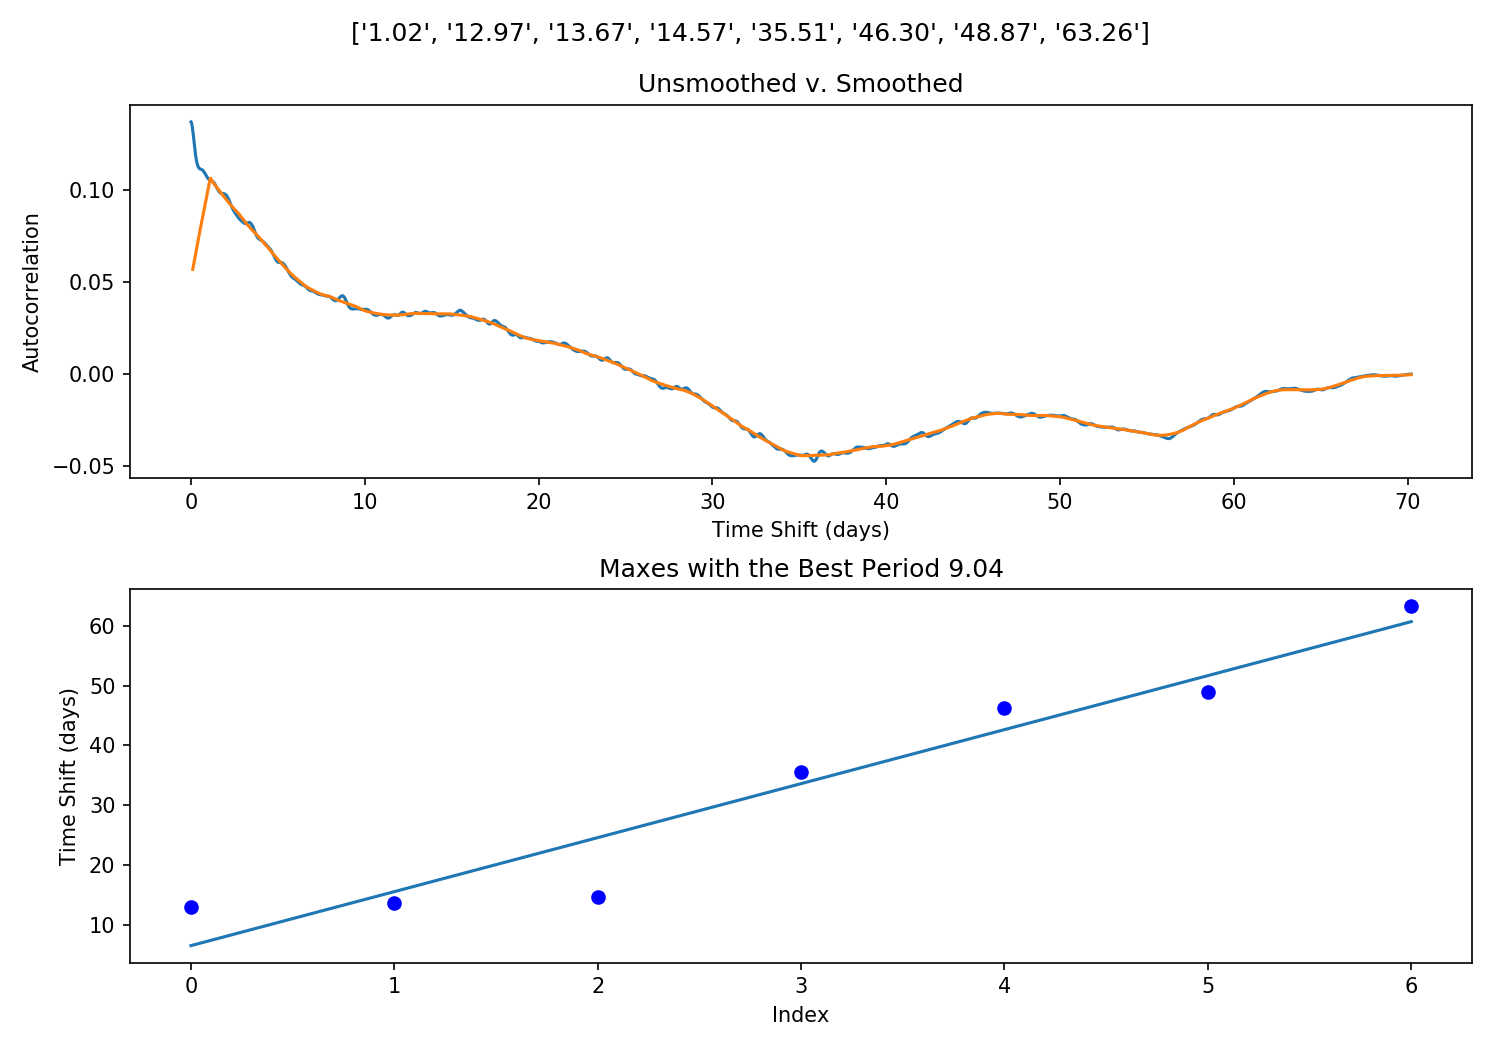 ['1.02', '12.97', '13.67', '14.57', '35.51', '46.30', '48.87', '63.26']
Unsmoothed v. Smoothed
Autocorrelation
0.10
0.05
0.00
−0.05
0 10 20 30 40 50 60 70
Time Shift (days)
Maxes with the Best Period 9.04
Time Shift (days)
60
50
40
30
20
10
0 1 2 3 4 5 6
Index